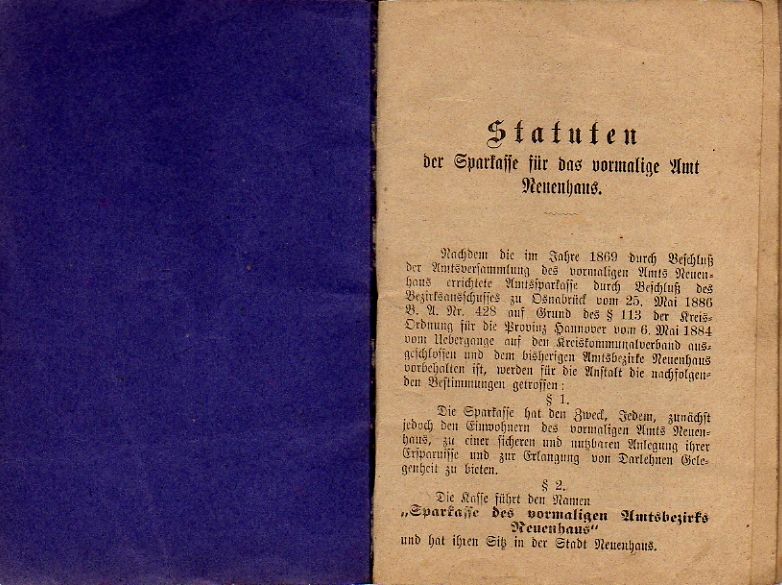 Statuten
der Sparkasse für das vormalige Amt
Neuenhaus.
Nachdem die im Jahre 1869 durch Beschluß
der Amtsversammlung des vormaligen Amts Neuen-
haus errichtete Amtssparkasse durch Beschluß des
Bezirksausschusses zu Osnabrück vom 25. Mai 1886
B. A. Nr. 428 auf Grund des § 113 der Kreis-
Ordnung für die Provinz Hannover vom 6. Mai 1884
vom Uebergange auf den Kreiskommunalverband aus-
geschlossen und dem bisherigen Amtsbezirke Neuenhaus
vorbehalten ist, werden für die Anstalt die nachfolgen-
den Bestimmungen getroffen:
§ 1.
Die Sparkasse hat den Zweck, Jedem, zunächst
jedoch den Einwohnern des vormaligen Amts Neuen-
haus, zu einer sicheren und nutzbaren Anlegung ihrer
Ersparnisse und zur Erlangung von Darlehnen Gele-
genheit zu bieten.
§ 2.
Die Kasse führt den Namen
„Sparkasse des vormaligen Amtsbezirks
Neuenhaus“
und hat ihren Sitz in der Stadt Neuenhaus.